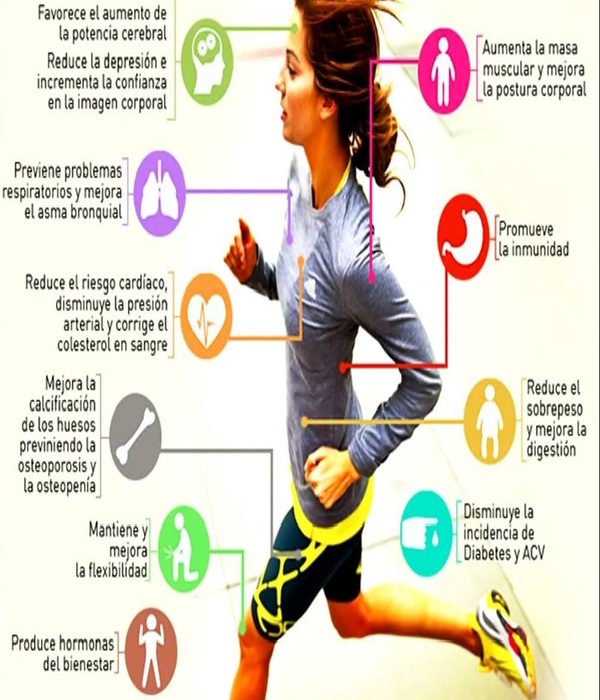 Favorece el aumento de
la potencia cerebral
Reduce la depresión e
incrementa la confianza
en la imagen corporal
Aumenta la masa
muscular y mejora
la postura corporal
Previene problemas
respiratorios y mejora
el asma bronquial
Promueve
la inmunidad
Reduce el riesgo cardíaco,
disminuye la presión
arterial y corrige el
colesterol en sangre
Mejora la
calcificación
de los huesos
previniendo la
osteoporosis y
la osteopenía
Reduce el
sobrepeso
y mejora la
digestión
Mantiene y
mejora
la flexibilidad
Disminuye la
incidencia de
Diabetes y ACV
Produce hormonas
del bienestar